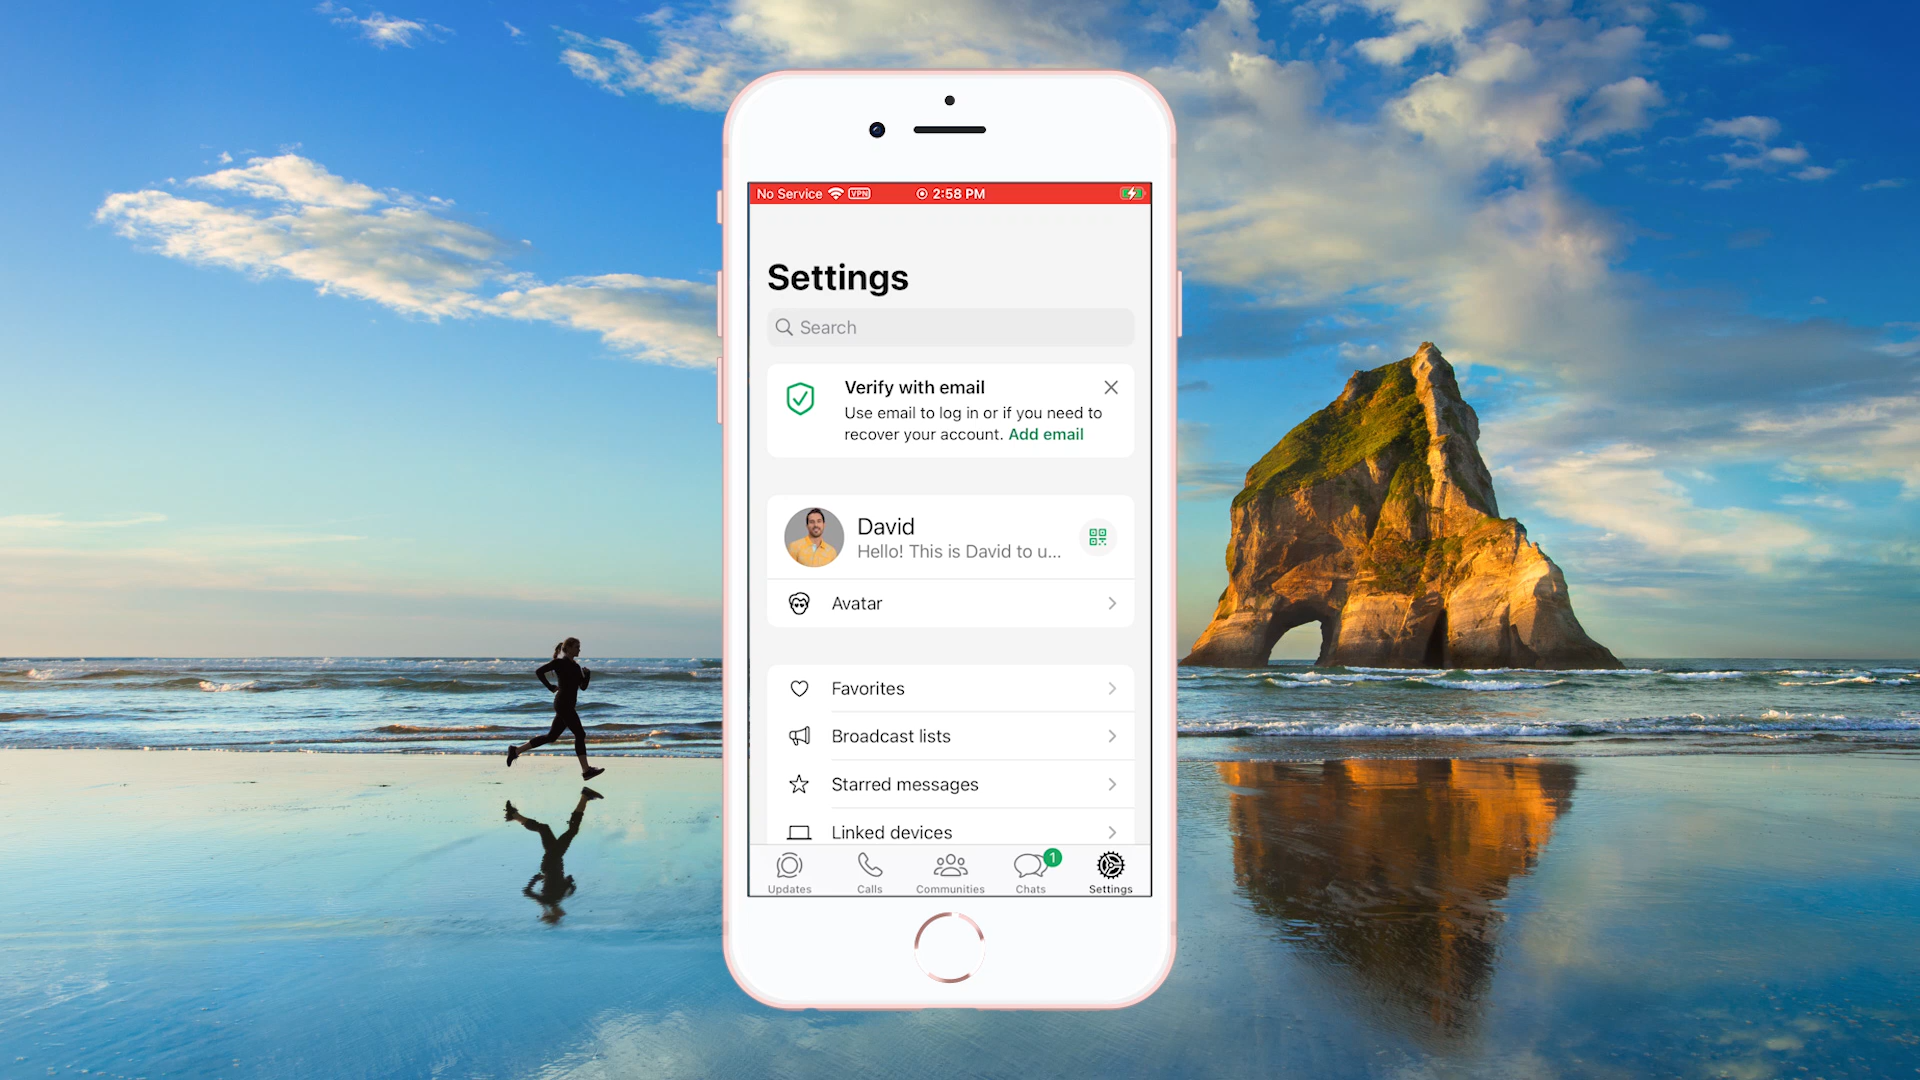 No Service VPN 2:58 PM
Settings
Search
Verify with email
Use email to log in or if you need to
recover your account. Add email
David
Hello! This is David to u...
Avatar
Favorites
Broadcast lists
Starred messages
Linked devices
1
Updates Calls Communities Chats Settings